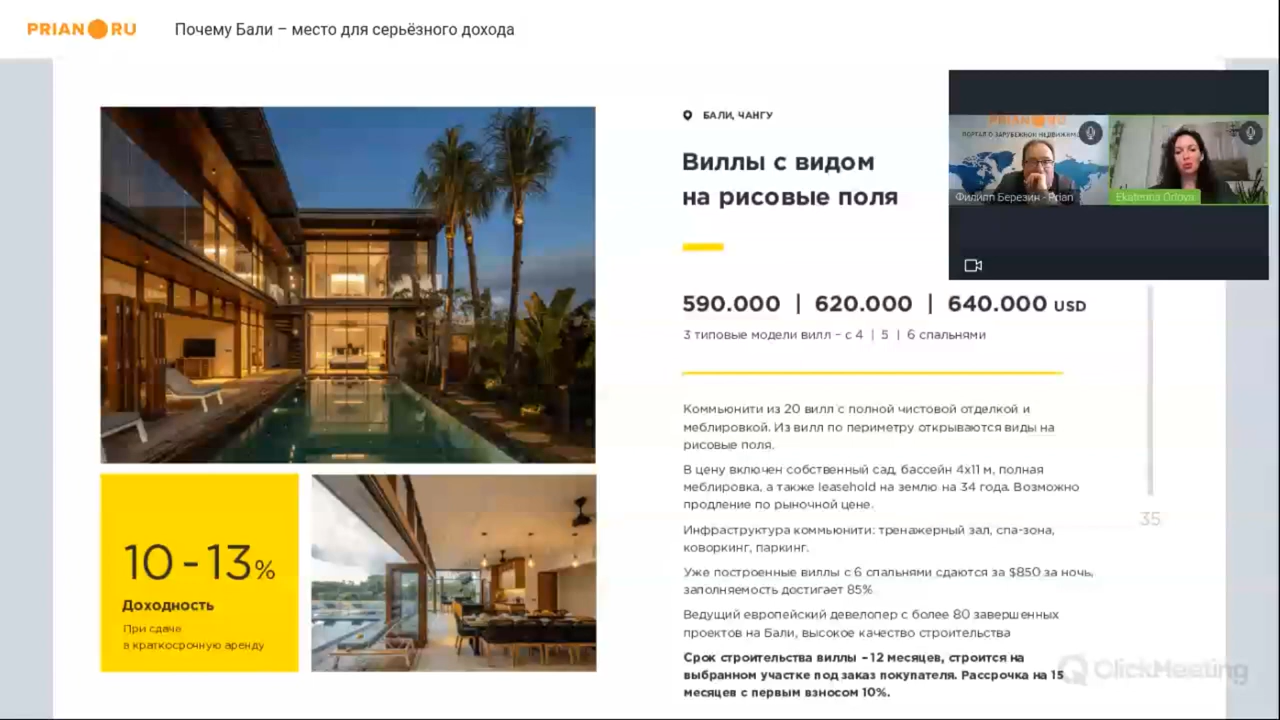 PRIAN RU
Почему Бали – место для серьёзного дохода
БАЛИ, ЧАНГУ
Виллы с видом
на рисовые поля
590.000 | 620.000 | 640.000 USD
3 типовые модели вилл – с 4 | 5 | 6 спальнями
Коммьюнити из 20 вилл с полной чистовой отделкой и
меблировкой. Из вилл по периметру открываются виды на
рисовые поля.
В цену включен собственный сад, бассейн 4x11 м, полная
меблировка, а также leasehold на землю на 34 года. Возможно
продление по рыночной цене.
Инфраструктура коммьюнити: тренажерный зал, спа-зона,
коворкинг, паркинг.
Уже построенные виллы с 6 спальнями сдаются за $850 за ночь,
заполняемость достигает 85%
Ведущий европейский девелопер с более 80 завершенных
проектов на Бали, высокое качество строительства
Срок строительства виллы – 12 месяцев, строится на
выбранном участке под заказ покупателя. Рассрочка на 15
месяцев с первым взносом 10%.
10 - 13%
Доходность
При сдаче
в краткосрочную аренду
35
PRIAN RU
ПОРТАЛ О ЗАРУБЕЖНОЙ НЕДВИЖИМО
Филипп Березин - Prian
Ekaterina Orlova
ClickMeeting